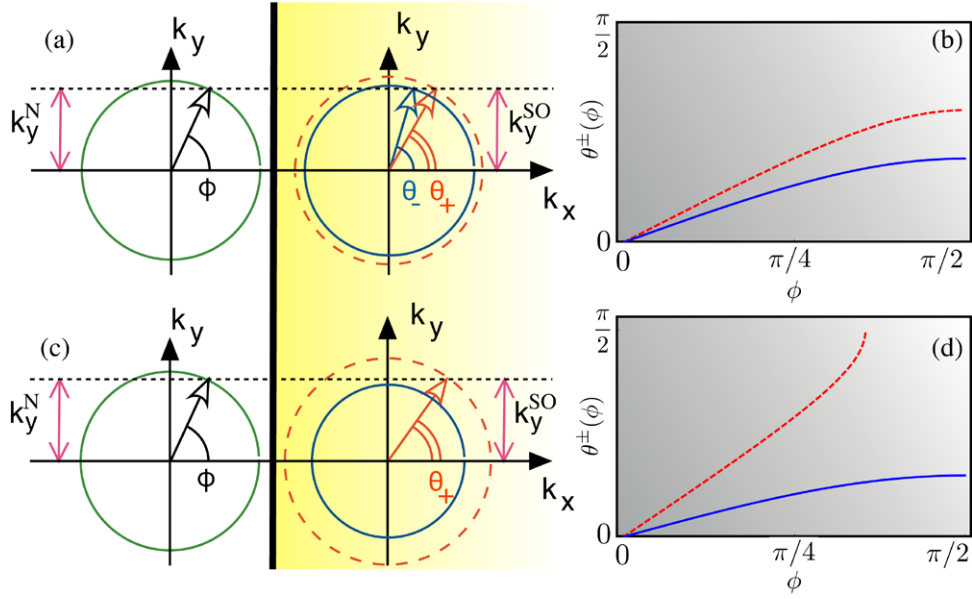 (a)
k_y
k_y^N
ϕ
k_y
k_y^SO
θ_-
θ_+
k_x
(b)
π/2
θ^±(ϕ)
0
0
π/4
π/2
ϕ
(c)
k_y
k_y^N
ϕ
k_y
k_y^SO
θ_+
k_x
(d)
π/2
θ^±(ϕ)
0
0
π/4
π/2
ϕ